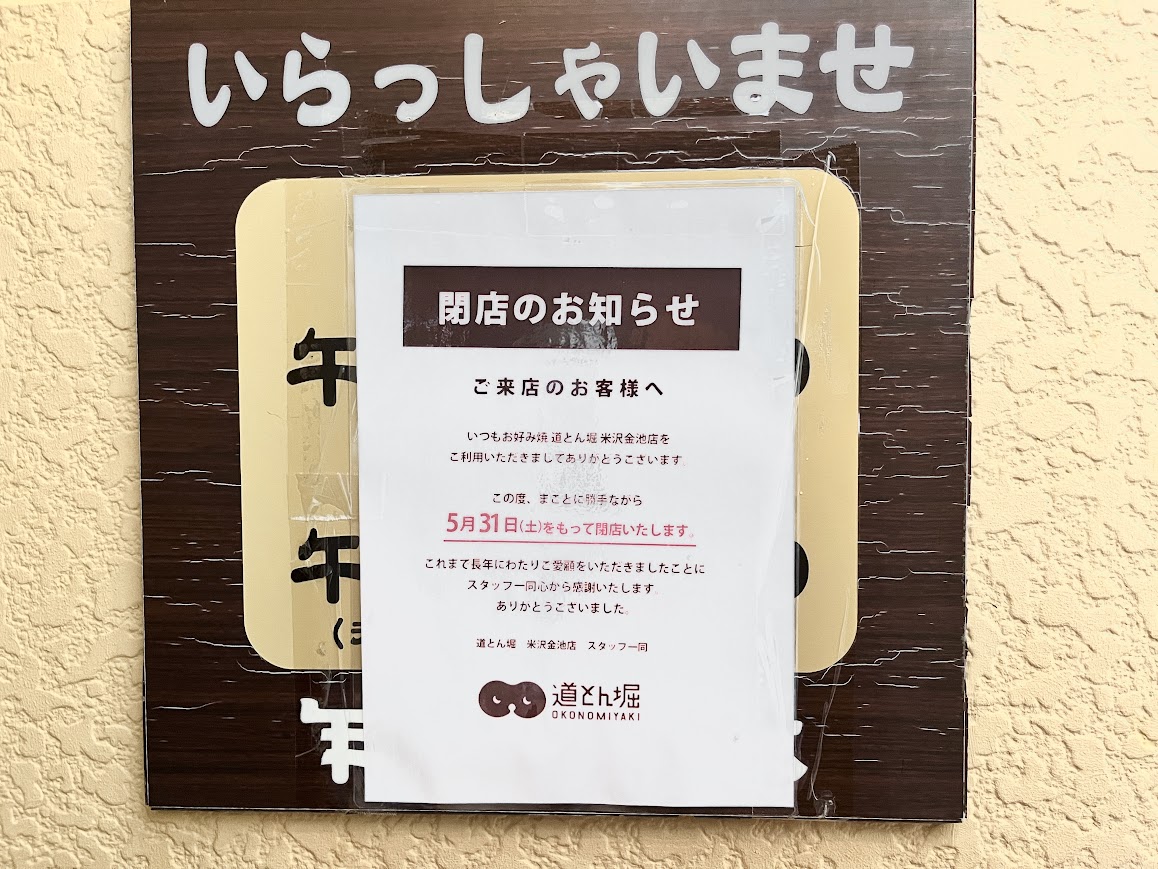 いらっしゃいませ
閉店のお知らせ
ご来店のお客様へ
いつもお好み焼 道とん堀 米沢金池店を
ご利用いただきましてありがとうございます。
この度、まことに勝手ながら
5月31日(土)をもって閉店いたします。
これまで長年にわたりご愛顧をいただきましたことに
スタッフ一同心から感謝いたします。
ありがとうございました。
道とん堀 米沢金池店 スタッフ一同
道とん堀
OKONOMIYAKI
午
午
年